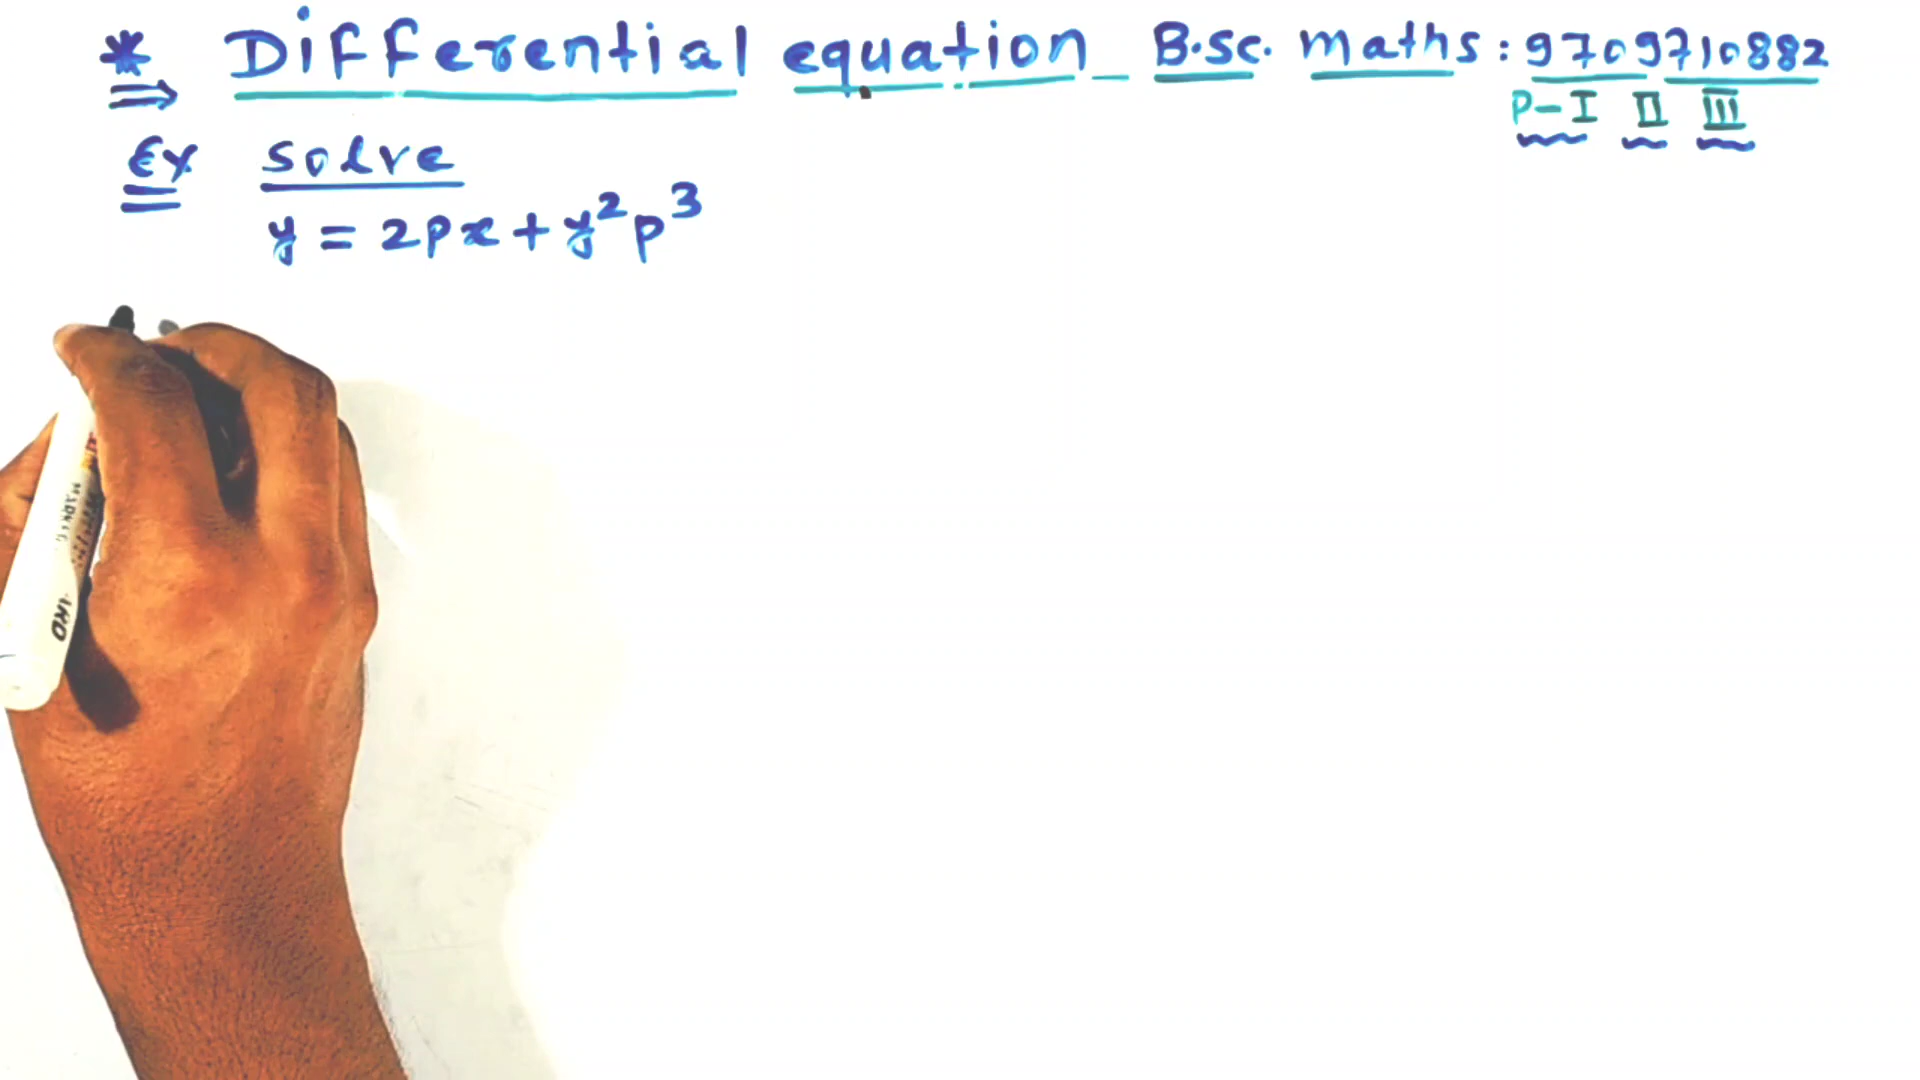 * Differential equation - B.sc. maths : 9709710882
⇒ P-I II III
Ex solve
y = 2px + y²p³